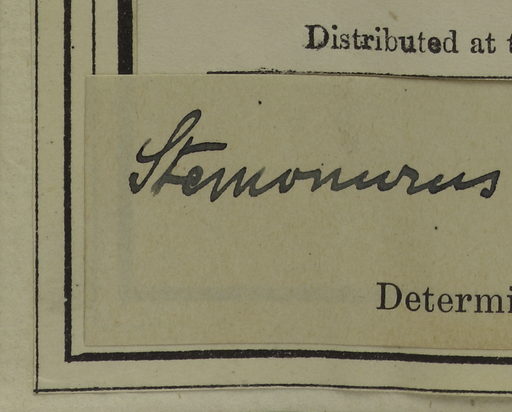 Distributed at t
Stemonurus
Determi